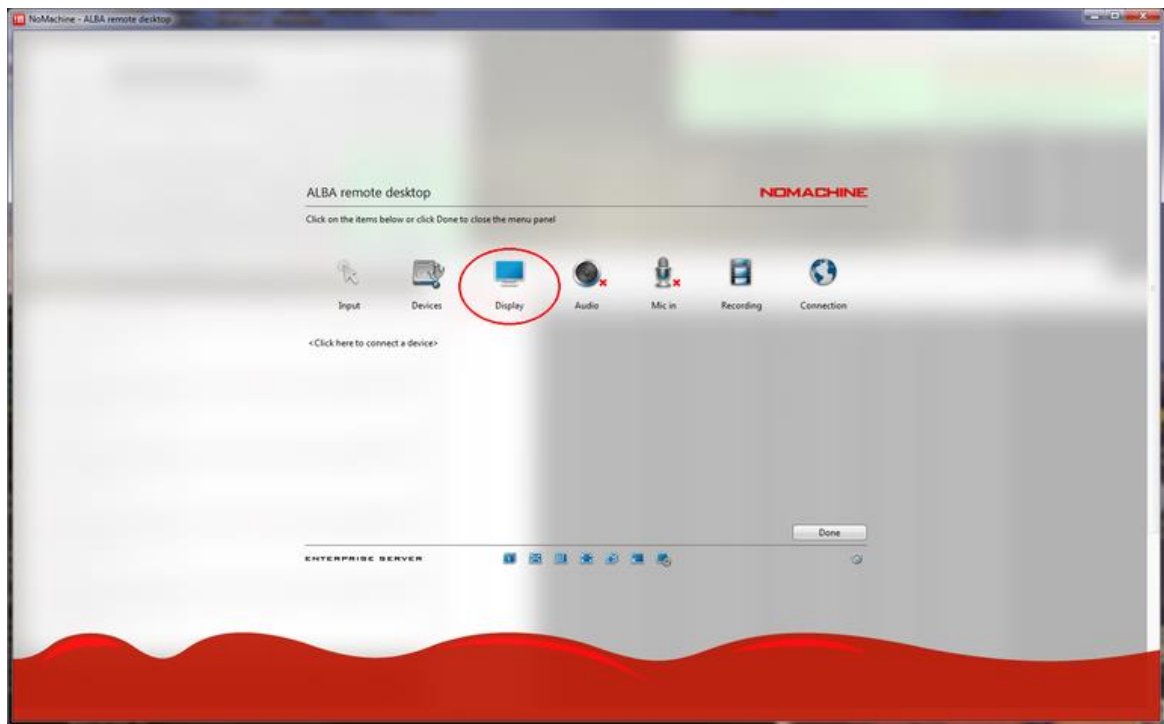 NoMachine - ALBA remote desktop
ALBA remote desktop
NOMACHINE
Click on the items below or click Done to close the menu panel
Input Devices Display Audio Mic in Recording Connection
<Click here to connect a device>
Done
ENTERPRISE SERVER